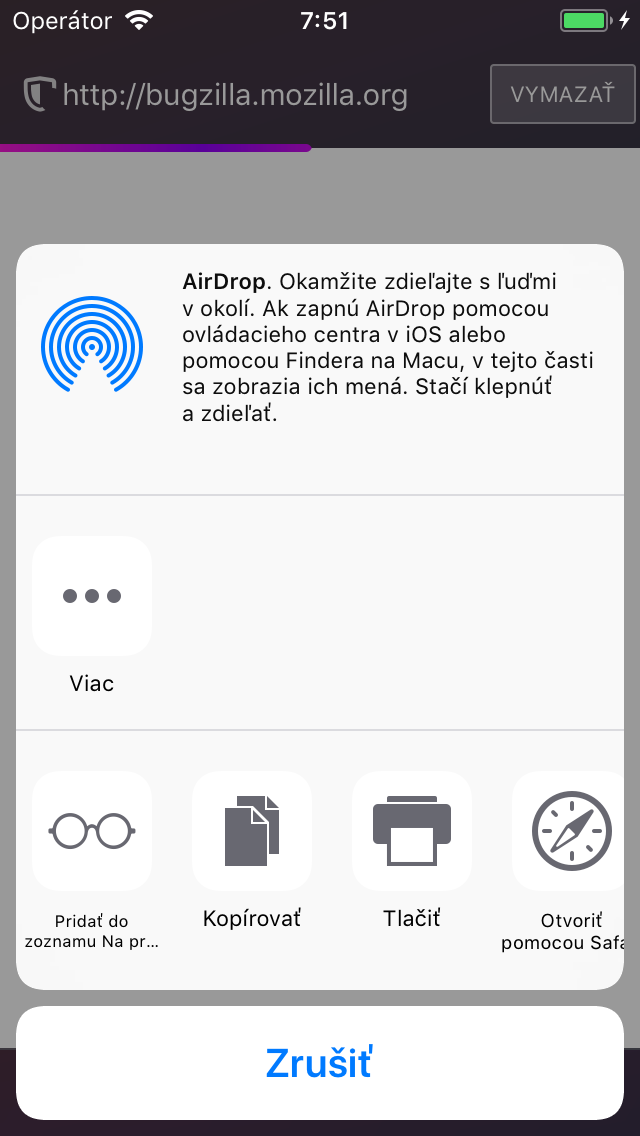 Operátor 7:51
http://bugzilla.mozilla.org VYMAZAŤ
AirDrop. Okamžite zdieľajte s ľuďmi
v okolí. Ak zapnú AirDrop pomocou
ovládacieho centra v iOS alebo
pomocou Findera na Macu, v tejto časti
sa zobrazia ich mená. Stačí klepnúť
a zdieľať.
Viac
Pridať do
zoznamu Na pr...
Kopírovať
Tlačiť
Otvoriť
pomocou Safa
Zrušiť